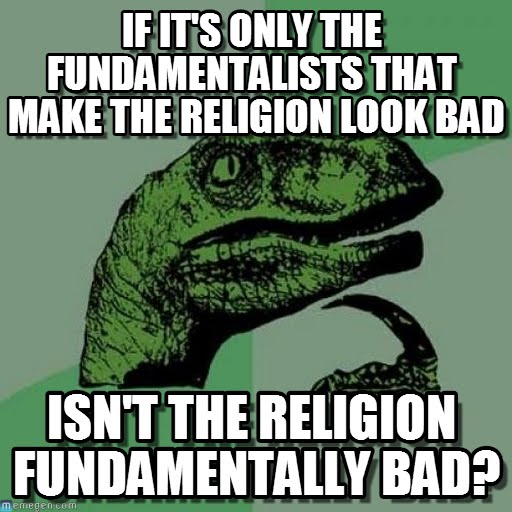 IF IT'S ONLY THE
FUNDAMENTALISTS THAT
MAKE THE RELIGION LOOK BAD
ISN'T THE RELIGION
FUNDAMENTALLY BAD?
memegen.com